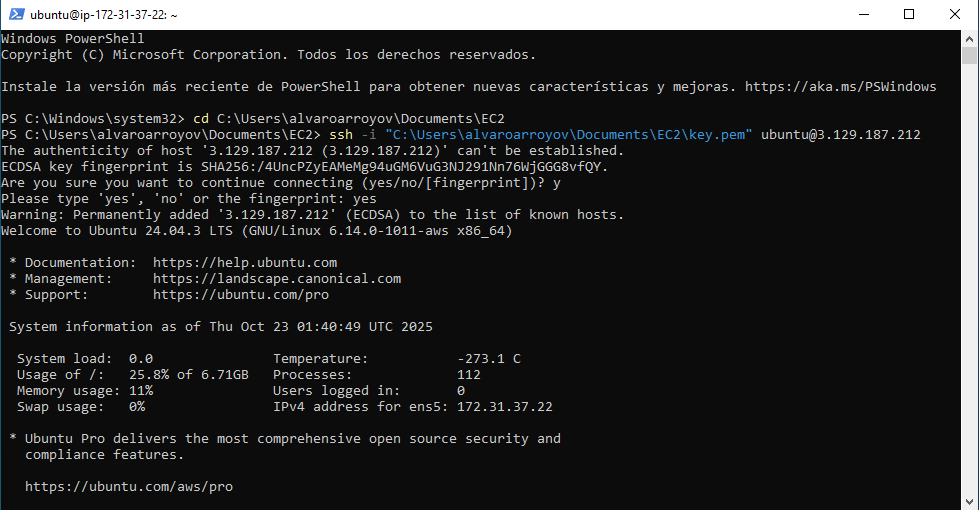 ubuntu@ip-172-31-37-22: ~
Windows PowerShell
Copyright (C) Microsoft Corporation. Todos los derechos reservados.
Instale la versión más reciente de PowerShell para obtener nuevas características y mejoras. https://aka.ms/PSWindows
PS C:\Windows\system32> cd C:\Users\alvaroarroyov\Documents\EC2
PS C:\Users\alvaroarroyov\Documents\EC2> ssh -i "C:\Users\alvaroarroyov\Documents\EC2\key.pem" ubuntu@3.129.187.212
The authenticity of host '3.129.187.212 (3.129.187.212)' can't be established.
ECDSA key fingerprint is SHA256:/4UncPZyEAMeMg94uGM6VuG3NJ291Nn76WjGGG8vfQY.
Are you sure you want to continue connecting (yes/no/[fingerprint])? y
Please type 'yes', 'no' or the fingerprint: yes
Warning: Permanently added '3.129.187.212' (ECDSA) to the list of known hosts.
Welcome to Ubuntu 24.04.3 LTS (GNU/Linux 6.14.0-1011-aws x86_64)
* Documentation:  https://help.ubuntu.com
* Management:     https://landscape.canonical.com
* Support:        https://ubuntu.com/pro
System information as of Thu Oct 23 01:40:49 UTC 2025
System load:  0.0               Temperature:           -273.1 C
Usage of /:   25.8% of 6.71GB   Processes:             112
Memory usage: 11%               Users logged in:       0
Swap usage:   0%                IPv4 address for ens5: 172.31.37.22
* Ubuntu Pro delivers the most comprehensive open source security and
compliance features.
https://ubuntu.com/aws/pro